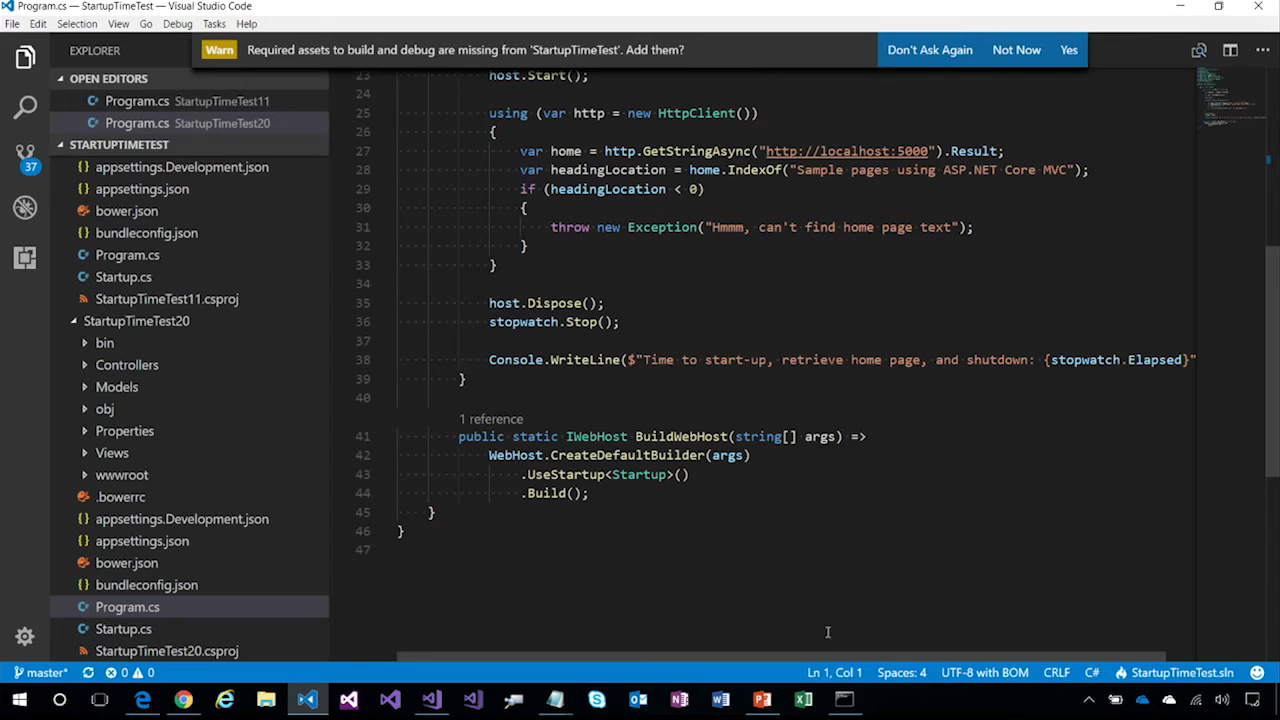 Program.cs — StartupTimeTest — Visual Studio Code
File Edit Selection View Go Debug Tasks Help
EXPLORER
Warn Required assets to build and debug are missing from 'StartupTimeTest'. Add them? Don't Ask Again Not Now Yes
OPEN EDITORS
Program.cs StartupTimeTest11
Program.cs StartupTimeTest20
STARTUPTIMETEST
appsettings.Development.json
appsettings.json
bower.json
bundleconfig.json
Program.cs
Startup.cs
StartupTimeTest11.csproj
StartupTimeTest20
bin
Controllers
Models
obj
Properties
Views
wwwroot
.bowerrc
appsettings.Development.json
appsettings.json
bower.json
bundleconfig.json
Program.cs
Startup.cs
StartupTimeTest20.csproj
37
23 host.Start();
24
25 using (var http = new HttpClient())
26 {
27 var home = http.GetStringAsync("http://localhost:5000").Result;
28 var headingLocation = home.IndexOf("Sample pages using ASP.NET Core MVC");
29 if (headingLocation < 0)
30 {
31 throw new Exception("Hmmm, can't find home page text");
32 }
33 }
34
35 host.Dispose();
36 stopwatch.Stop();
37
38 Console.WriteLine($"Time to start-up, retrieve home page, and shutdown: {stopwatch.Elapsed}"
39 }
40
1 reference
41 public static IWebHost BuildWebHost(string[] args) =>
42 WebHost.CreateDefaultBuilder(args)
43 .UseStartup<Startup>()
44 .Build();
45 }
46 }
47
master* 0 0 Ln 1, Col 1 Spaces: 4 UTF-8 with BOM CRLF C# StartupTimeTest.sln